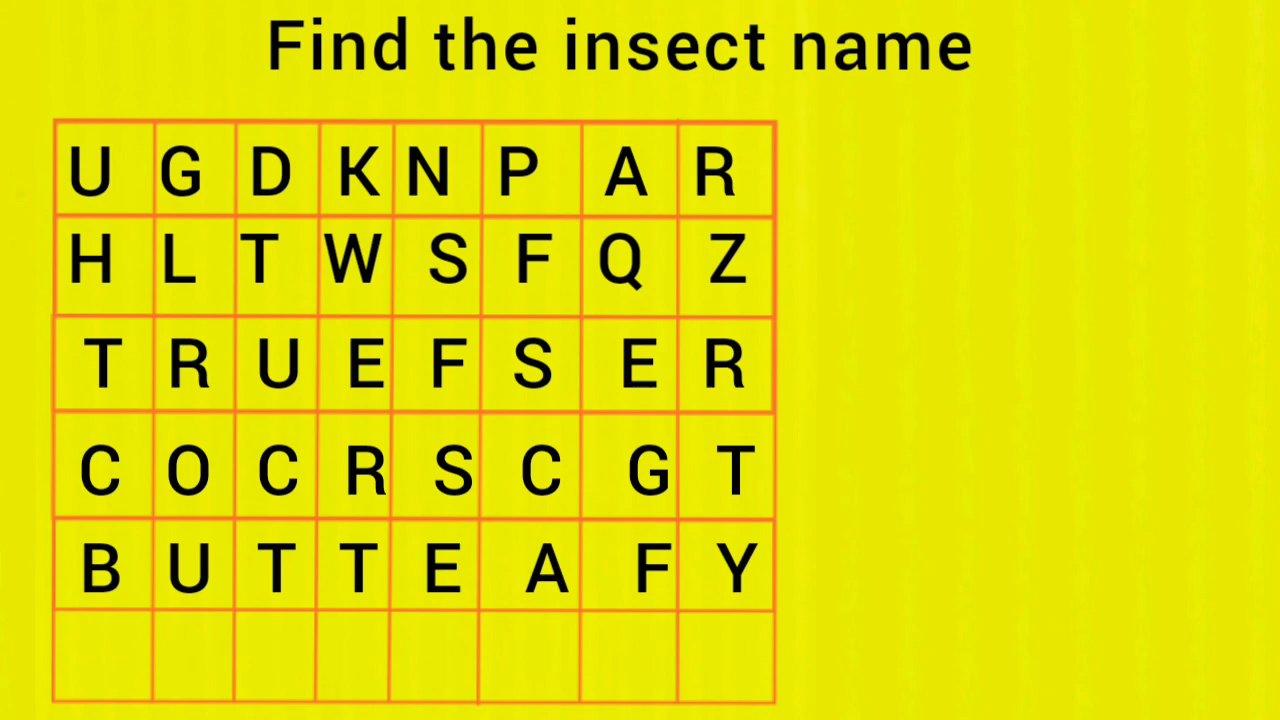 Find the insect name
U G D K N P A R
H L T W S F Q Z
T R U E F S E R
C O C R S C G T
B U T T E A F Y